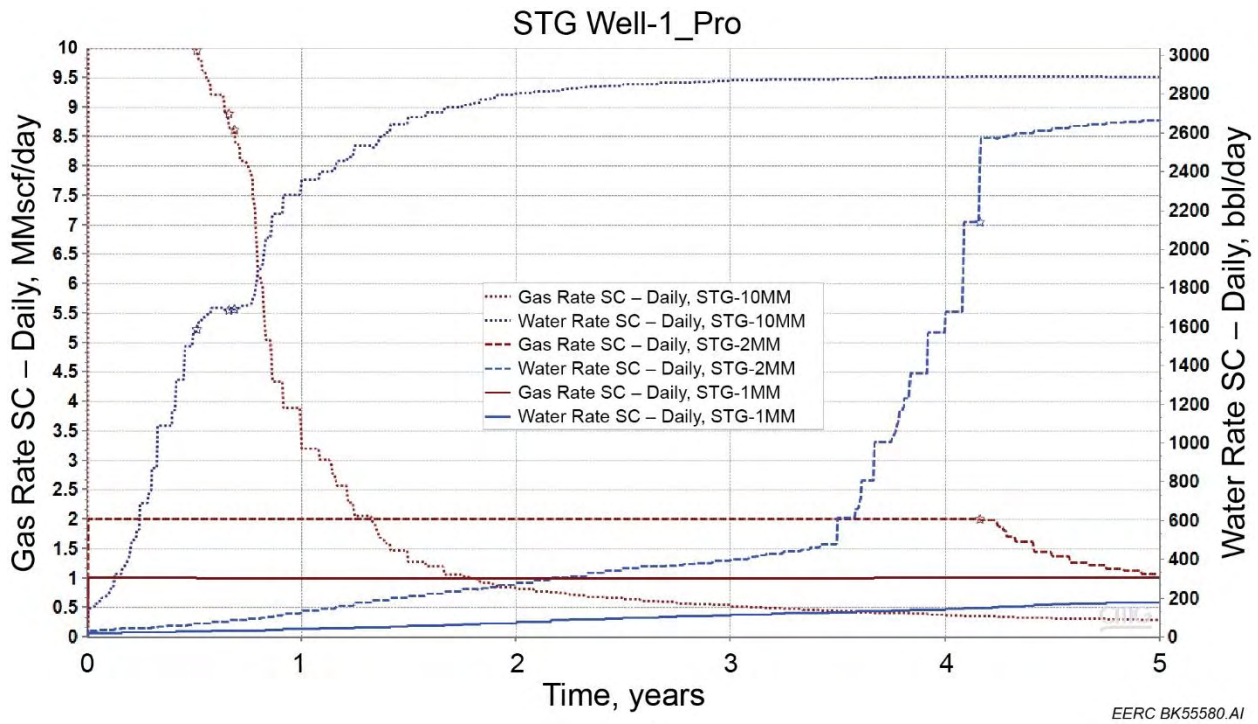 STG Well-1_Pro
Gas Rate SC – Daily, MMscf/day
10
9.5
9
8.5
8
7.5
7
6.5
6
5.5
5
4.5
4
3.5
3
2.5
2
1.5
1
0.5
0
3000
2800
2600
2400
2200
2000
1800
1600
1400
1200
1000
800
600
400
200
0
Water Rate SC – Daily, bbl/day
Gas Rate SC – Daily, STG-10MM
Water Rate SC – Daily, STG-10MM
Gas Rate SC – Daily, STG-2MM
Water Rate SC – Daily, STG-2MM
Gas Rate SC – Daily, STG-1MM
Water Rate SC – Daily, STG-1MM
CMG
0 1 2 3 4 5
Time, years
EERC BK55580.AI